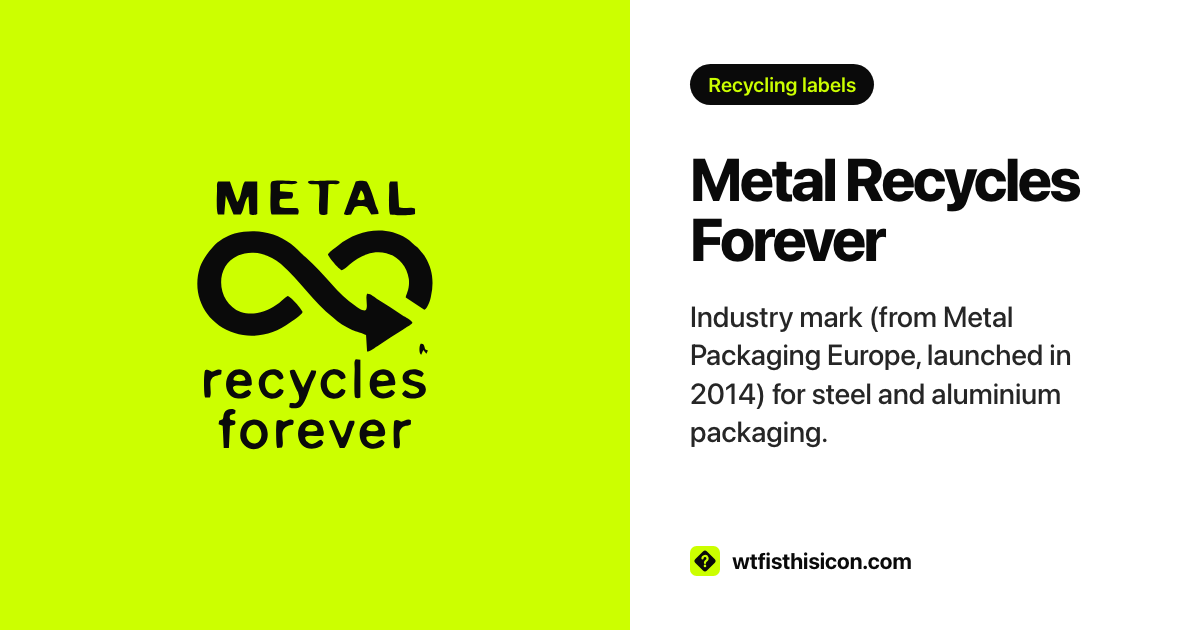 METAL
recycles
forever
Recycling labels
Metal Recycles
Forever
Industry mark (from Metal
Packaging Europe, launched in
2014) for steel and aluminium
packaging.
wtfisthisicon.com